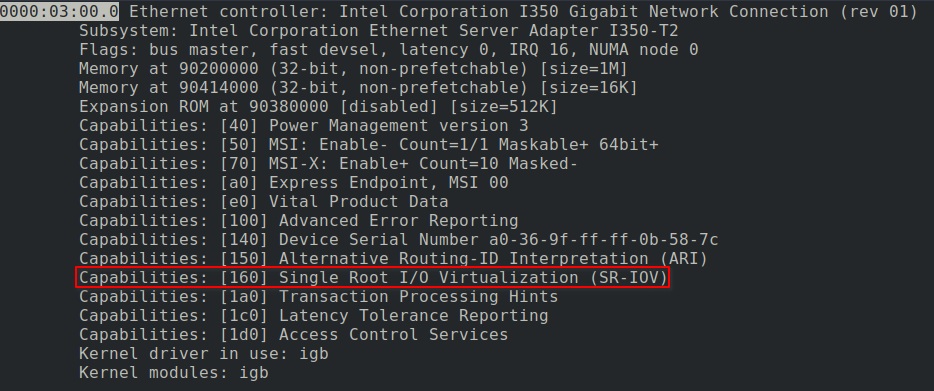 0000:03:00.0 Ethernet controller: Intel Corporation I350 Gigabit Network Connection (rev 01)
Subsystem: Intel Corporation Ethernet Server Adapter I350-T2
Flags: bus master, fast devsel, latency 0, IRQ 16, NUMA node 0
Memory at 90200000 (32-bit, non-prefetchable) [size=1M]
Memory at 90414000 (32-bit, non-prefetchable) [size=16K]
Expansion ROM at 90380000 [disabled] [size=512K]
Capabilities: [40] Power Management version 3
Capabilities: [50] MSI: Enable- Count=1/1 Maskable+ 64bit+
Capabilities: [70] MSI-X: Enable+ Count=10 Masked-
Capabilities: [a0] Express Endpoint, MSI 00
Capabilities: [e0] Vital Product Data
Capabilities: [100] Advanced Error Reporting
Capabilities: [140] Device Serial Number a0-36-9f-ff-ff-0b-58-7c
Capabilities: [150] Alternative Routing-ID Interpretation (ARI)
Capabilities: [160] Single Root I/O Virtualization (SR-IOV)
Capabilities: [1a0] Transaction Processing Hints
Capabilities: [1c0] Latency Tolerance Reporting
Capabilities: [1d0] Access Control Services
Kernel driver in use: igb
Kernel modules: igb